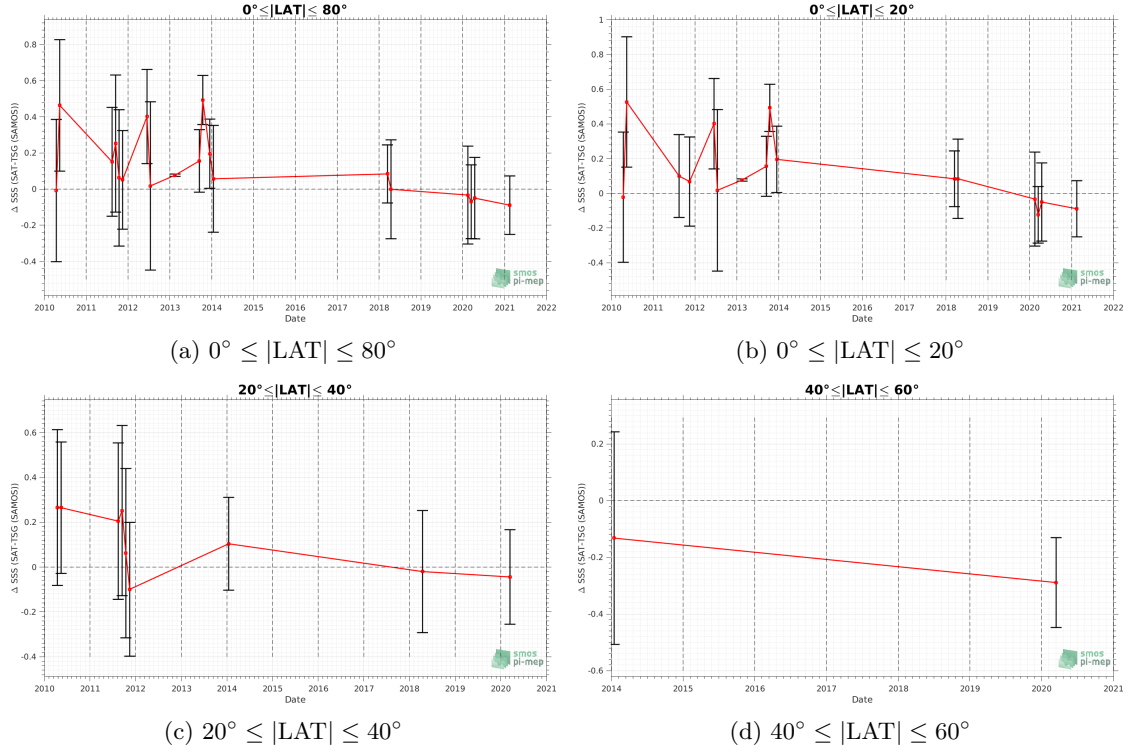 0°≤|LAT|≤ 80°
Δ SSS (SAT-TSG (SAMOS))
0.8
0.6
0.4
0.2
0
-0.2
-0.4
2010 2011 2012 2013 2014 2015 2016 2017 2018 2019 2020 2021 2022
Date
smos
pi-mep
(a) 0° ≤ |LAT| ≤ 80°
0°≤|LAT|≤ 20°
Δ SSS (SAT-TSG (SAMOS))
1
0.8
0.6
0.4
0.2
0
-0.2
-0.4
2010 2011 2012 2013 2014 2015 2016 2017 2018 2019 2020 2021 2022
Date
smos
pi-mep
(b) 0° ≤ |LAT| ≤ 20°
20°≤|LAT|≤ 40°
Δ SSS (SAT-TSG (SAMOS))
0.6
0.4
0.2
0
-0.2
-0.4
2010 2011 2012 2013 2014 2015 2016 2017 2018 2019 2020 2021
Date
smos
pi-mep
(c) 20° ≤ |LAT| ≤ 40°
40°≤|LAT|≤ 60°
Δ SSS (SAT-TSG (SAMOS))
0.2
0
-0.2
-0.4
-0.6
2014 2015 2016 2017 2018 2019 2020 2021
Date
smos
pi-mep
(d) 40° ≤ |LAT| ≤ 60°